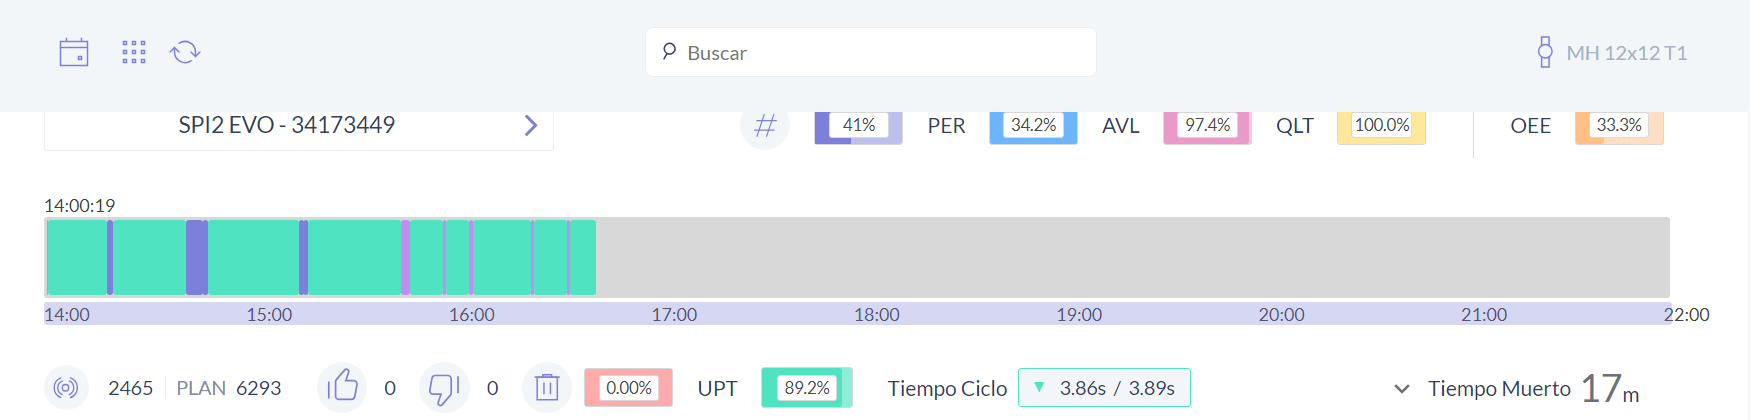 Buscar
MH 12x12 T1
SPI2 EVO - 34173449
# 41% PER 34.2% AVL 97.4% QLT 100.0% OEE 33.3%
14:00:19
14:00 15:00 16:00 17:00 18:00 19:00 20:00 21:00 22:00
2465 PLAN 6293 0 0 0.00% UPT 89.2% Tiempo Ciclo ▼ 3.86s / 3.89s Tiempo Muerto 17m